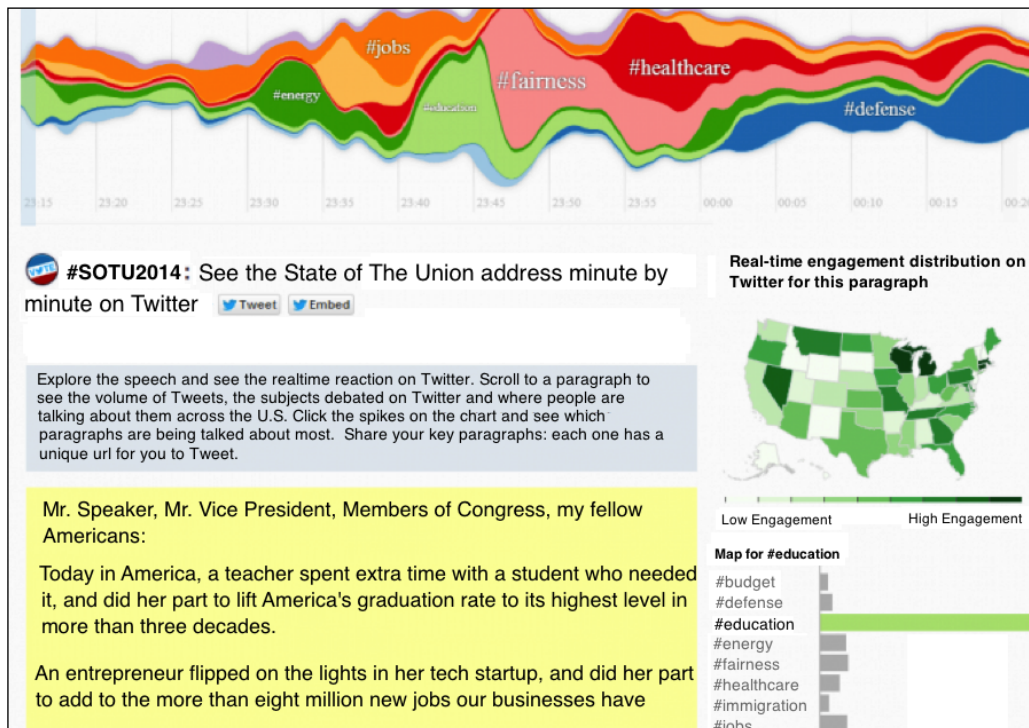 #jobs
#fairness
#healthcare
#energy
#education
#defense
23:15 23:20 23:25 23:30 23:35 23:40 23:45 23:50 23:55 00:00 00:05 00:10 00:15 00:20
VOTE
#SOTU2014: See the State of The Union address minute by
minute on Twitter Tweet Embed
Explore the speech and see the realtime reaction on Twitter. Scroll to a paragraph to
see the volume of Tweets, the subjects debated on Twitter and where people are
talking about them across the U.S. Click the spikes on the chart and see which
paragraphs are being talked about most. Share your key paragraphs: each one has a
unique url for you to Tweet.
Mr. Speaker, Mr. Vice President, Members of Congress, my fellow
Americans:
Today in America, a teacher spent extra time with a student who needed
it, and did her part to lift America's graduation rate to its highest level in
more than three decades.
An entrepreneur flipped on the lights in her tech startup, and did her part
to add to the more than eight million new jobs our businesses have
Real-time engagement distribution on
Twitter for this paragraph
Low Engagement High Engagement
Map for #education
#budget
#defense
#education
#energy
#fairness
#healthcare
#immigration
#jobs